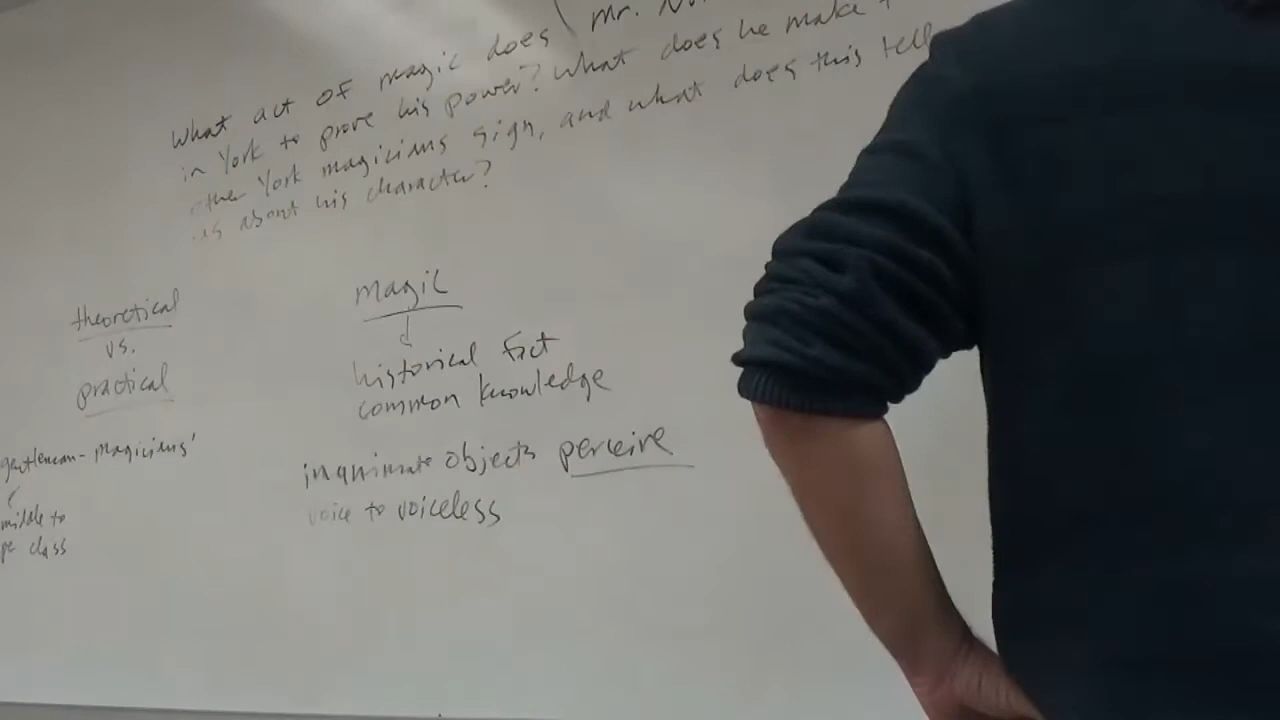 What act of magic does Mr.
in York to prove his power? What does he make
other York magicians sign, and what does this tell
us about his character?
theoretical
vs.
practical
gentleman-magicians'
middle to
class
magic
historical fact
common knowledge
inanimate objects perceive
voice to voiceless